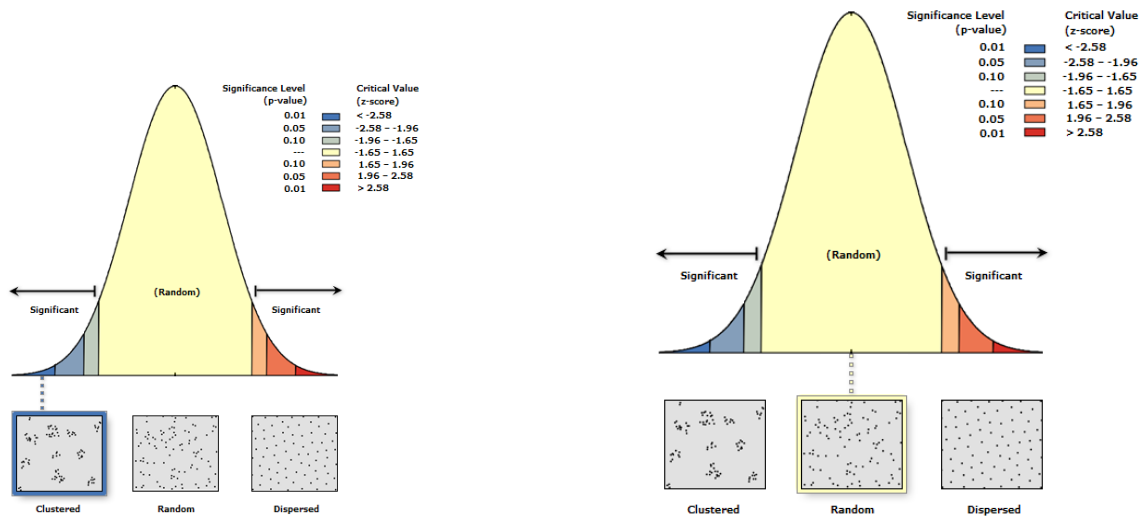 Significance Level Critical Value
(p-value) (z-score)
0.01 < -2.58
0.05 -2.58 – -1.96
0.10 -1.96 – -1.65
--- -1.65 – 1.65
0.10 1.65 – 1.96
0.05 1.96 – 2.58
0.01 > 2.58
(Random)
Significant Significant
Clustered Random Dispersed
Significance Level Critical Value
(p-value) (z-score)
0.01 < -2.58
0.05 -2.58 – -1.96
0.10 -1.96 – -1.65
--- -1.65 – 1.65
0.10 1.65 – 1.96
0.05 1.96 – 2.58
0.01 > 2.58
(Random)
Significant Significant
Clustered Random Dispersed